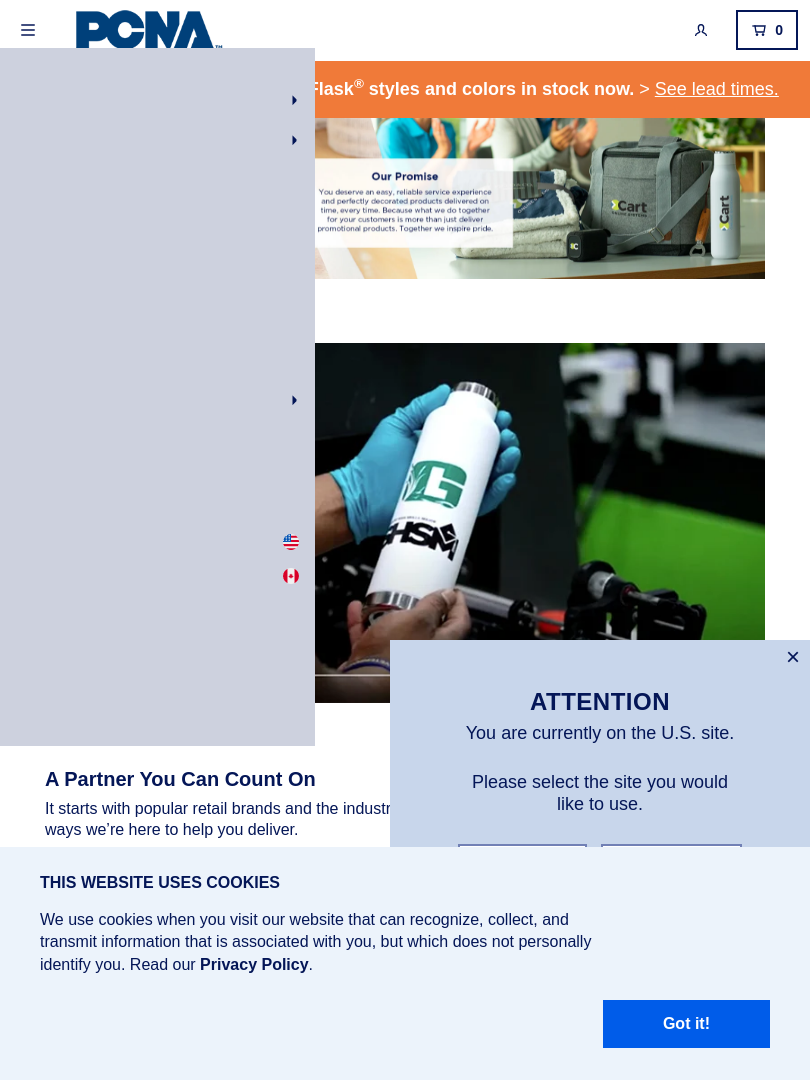 PCNA™
0
Flask® styles and colors in stock now. > See lead times.
Our Promise
You deserve an easy, reliable service experience
and perfectly decorated products delivered on
time, every time. Because what we do together
for your customers is more than just deliver
promotional products. Together we inspire pride.
Cart
Cart
GHSM
ATTENTION
You are currently on the U.S. site.
Please select the site you would
like to use.
A Partner You Can Count On
It starts with popular retail brands and the industr
ways we’re here to help you deliver.
THIS WEBSITE USES COOKIES
We use cookies when you visit our website that can recognize, collect, and
transmit information that is associated with you, but which does not personally
identify you. Read our Privacy Policy.
Got it!